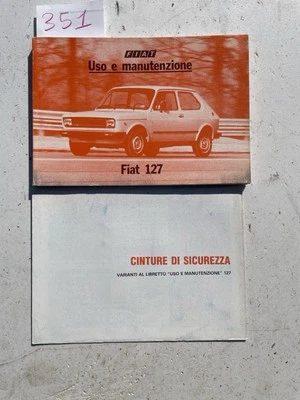 351
FIAT
Uso e manutenzione
Fiat 127
CINTURE DI SICUREZZA
VARIANTI AL LIBRETTO "USO E MANUTENZIONE" 127